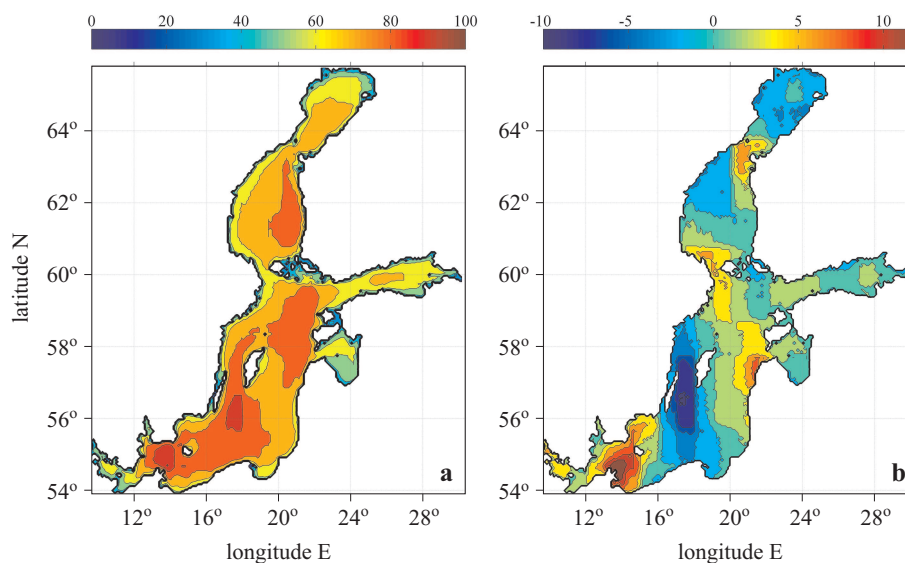 0 20 40 60 80 100
-10 -5 0 5 10
64º
62º
60º
58º
56º
54º
64º
62º
60º
58º
56º
54º
latitude N
a
b
12º 16º 20º 24º 28º
12º 16º 20º 24º 28º
longitude E
longitude E